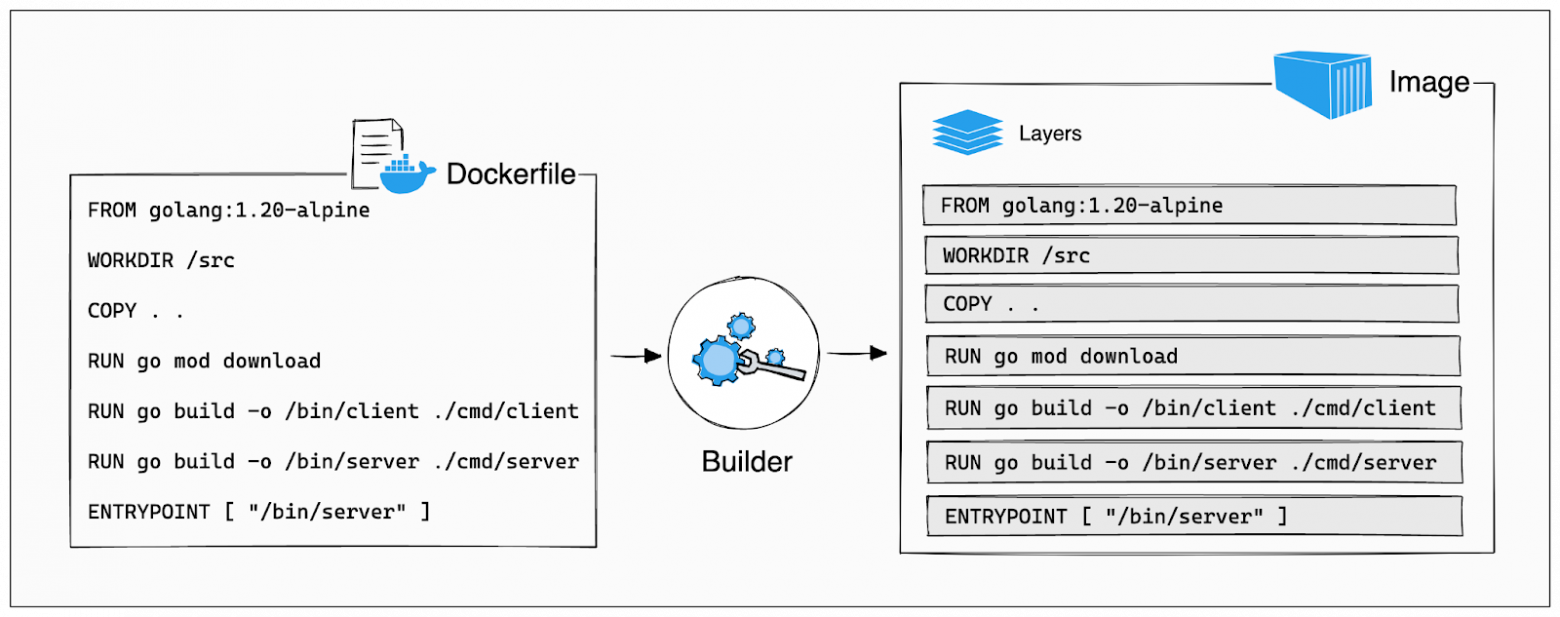 Dockerfile
FROM golang:1.20-alpine
WORKDIR /src
COPY . .
RUN go mod download
RUN go build -o /bin/client ./cmd/client
RUN go build -o /bin/server ./cmd/server
ENTRYPOINT [ "/bin/server" ]
Builder
Image
Layers
FROM golang:1.20-alpine
WORKDIR /src
COPY . .
RUN go mod download
RUN go build -o /bin/client ./cmd/client
RUN go build -o /bin/server ./cmd/server
ENTRYPOINT [ "/bin/server" ]